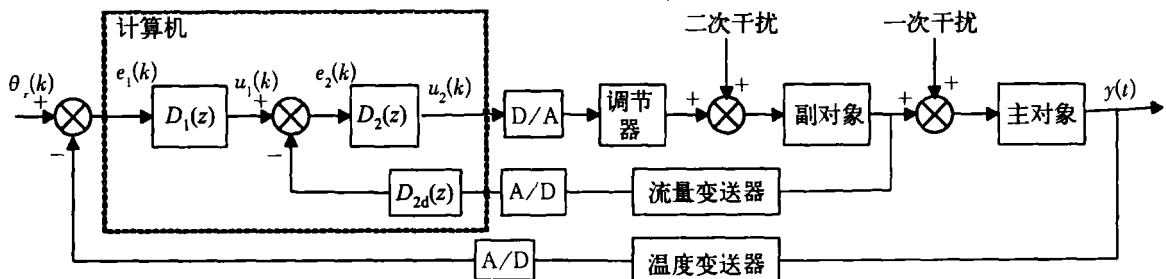 计算机
二次干扰
一次干扰
θ_r(k)
e₁(k)
u₁(k)
e₂(k)
u₂(k)
y(t)
+
−
D₁(z)
+
−
D₂(z)
D/A
调节器
+
+
副对象
+
+
主对象
D₂d(z)
A/D
流量变送器
A/D
温度变送器